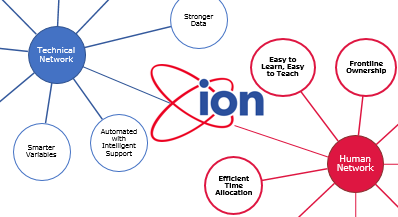 Stronger
Data
Technical
Network
Smarter
Variables
Automated
with
Intelligent
Support
ion
Easy to
Learn, Easy
to Teach
Frontline
Ownership
Efficient
Time
Allocation
Human
Network